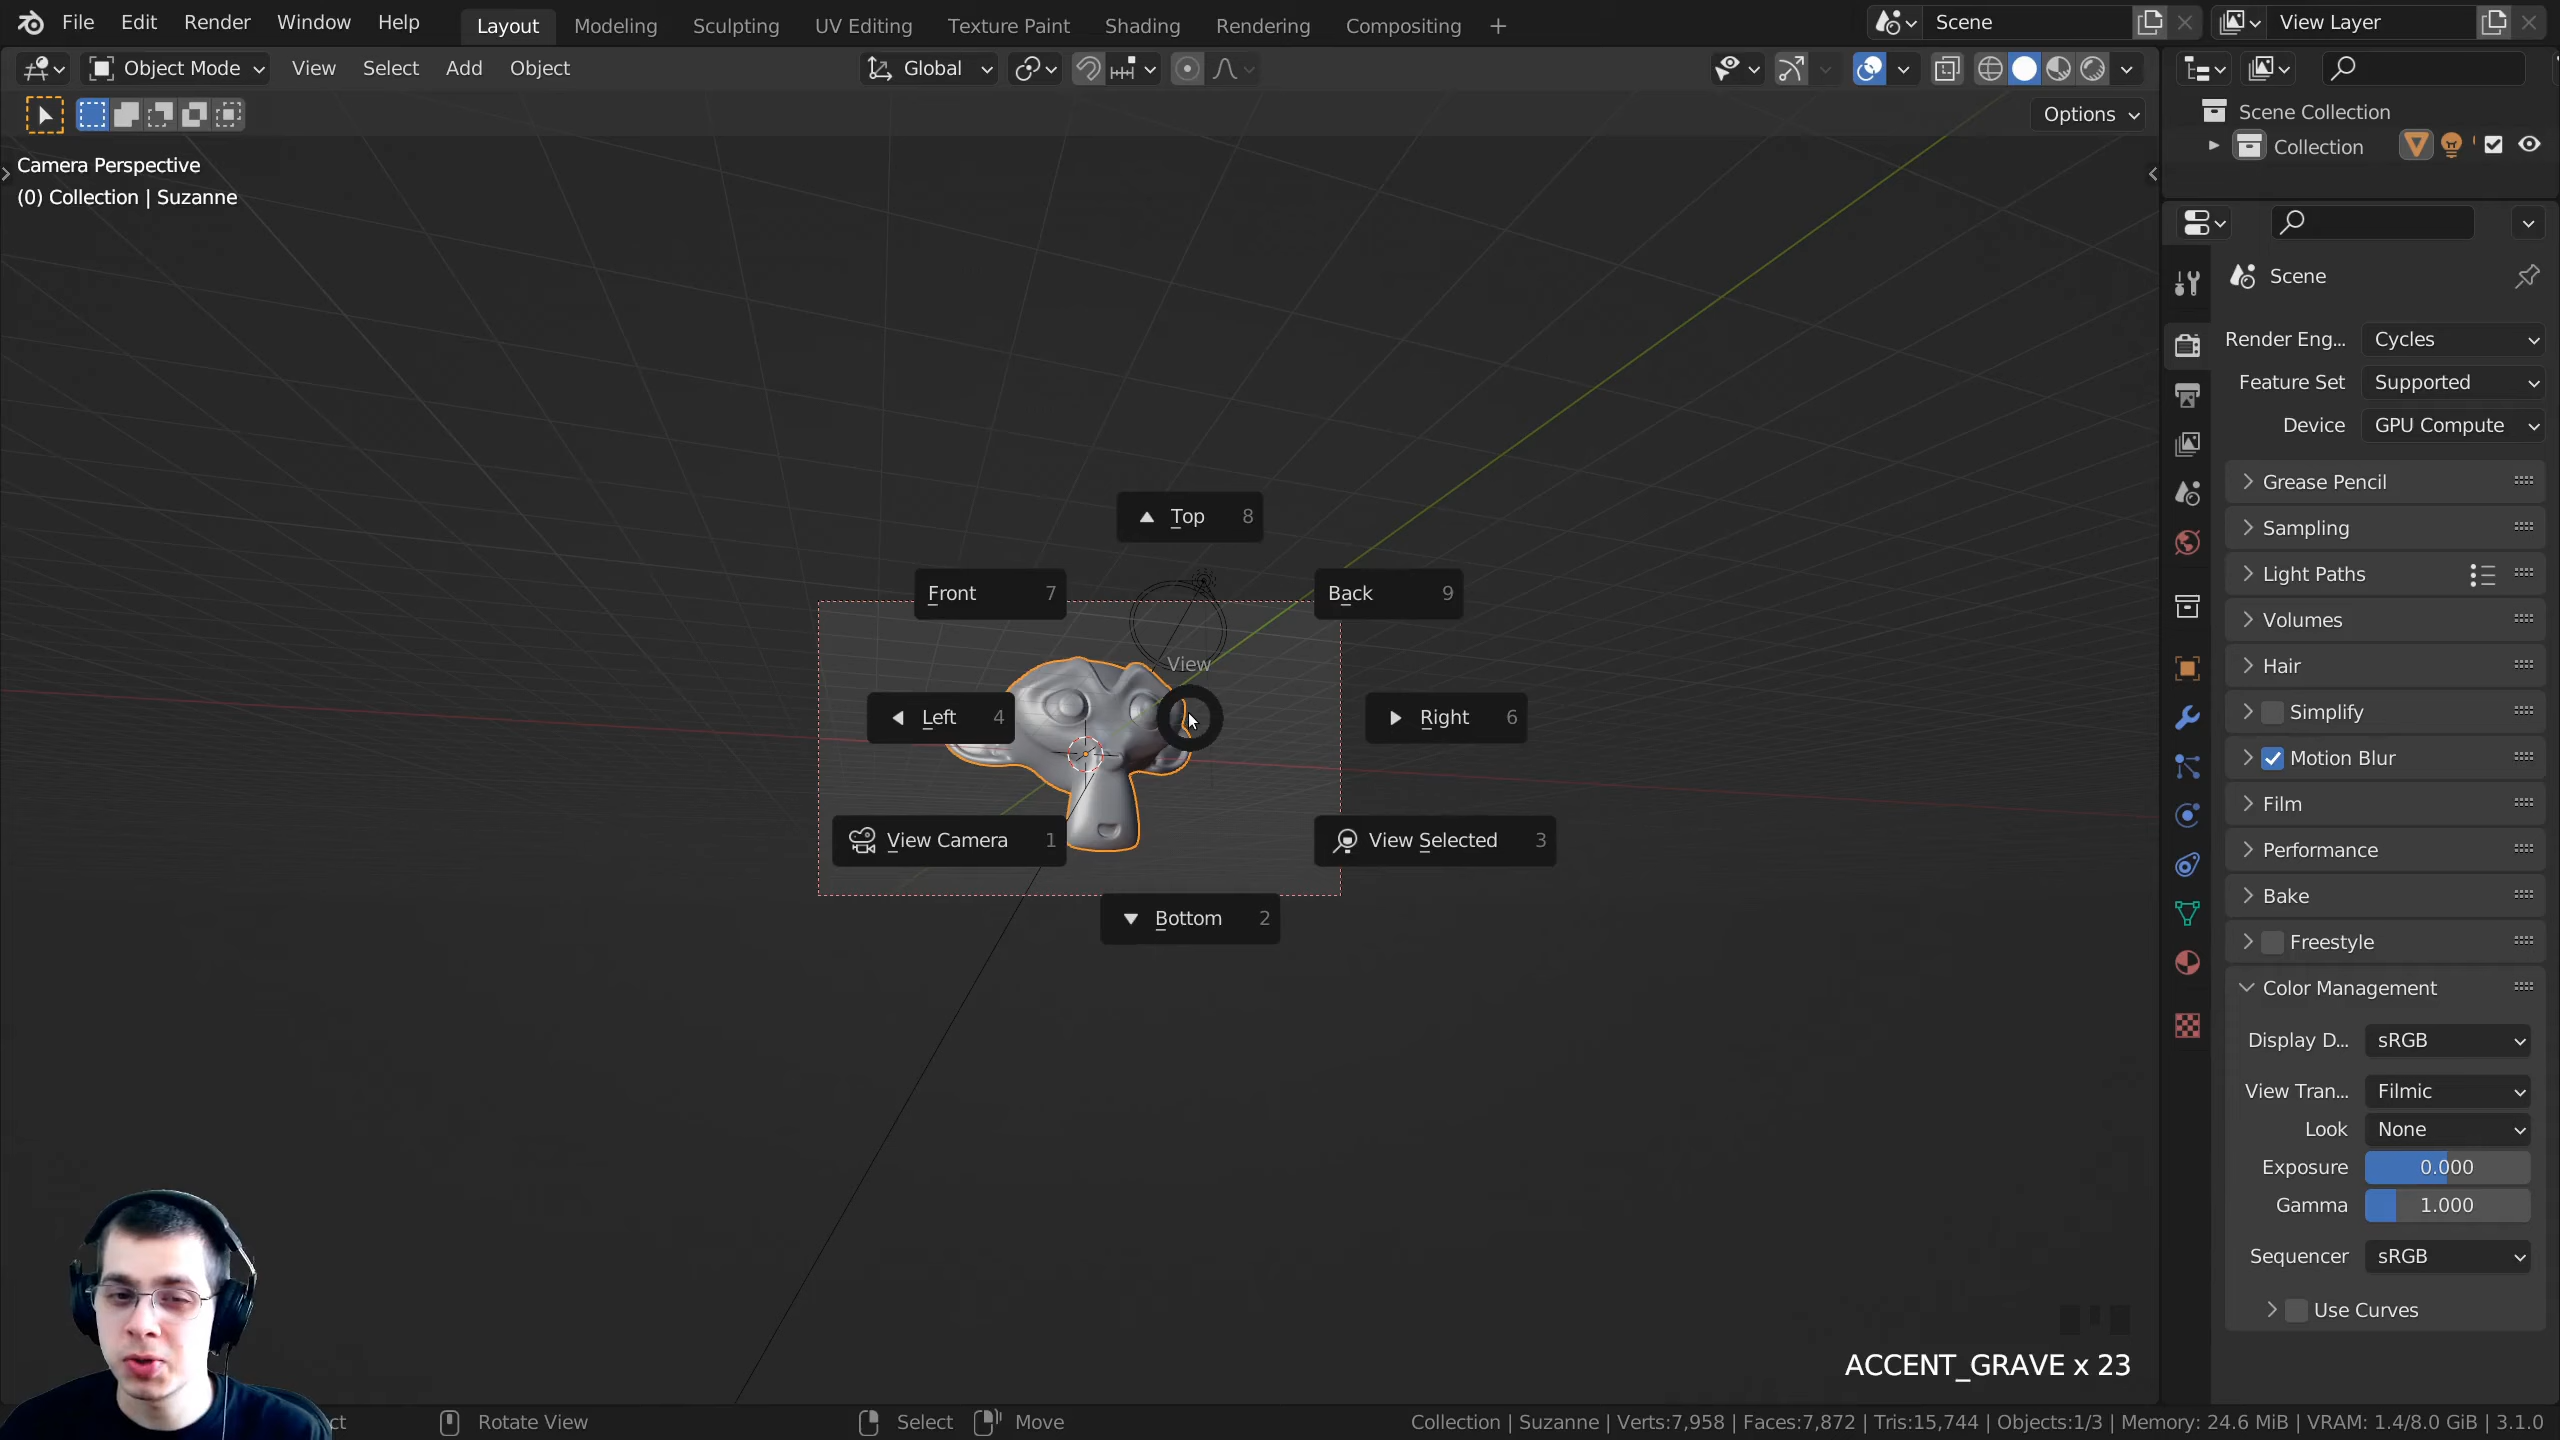 File Edit Render Window Help Layout Modeling Sculpting UV Editing Texture Paint Shading Rendering Compositing + Scene View Layer
Object Mode View Select Add Object Global
Options
Scene Collection
Collection
Camera Perspective
(0) Collection | Suzanne
Scene
Render Eng... Cycles
Feature Set Supported
Device GPU Compute
Grease Pencil
Sampling
Light Paths
Volumes
Hair
Simplify
Motion Blur
Film
Performance
Bake
Freestyle
Color Management
Display D... sRGB
View Tran... Filmic
Look None
Exposure 0.000
Gamma 1.000
Sequencer sRGB
Use Curves
Top 8
Front 7
Back 9
View
Left 4
Right 6
View Camera 1
View Selected 3
Bottom 2
ACCENT_GRAVE x 23
ct Rotate View Select Move Collection | Suzanne | Verts:7,958 | Faces:7,872 | Tris:15,744 | Objects:1/3 | Memory: 24.6 MiB | VRAM: 1.4/8.0 GiB | 3.1.0